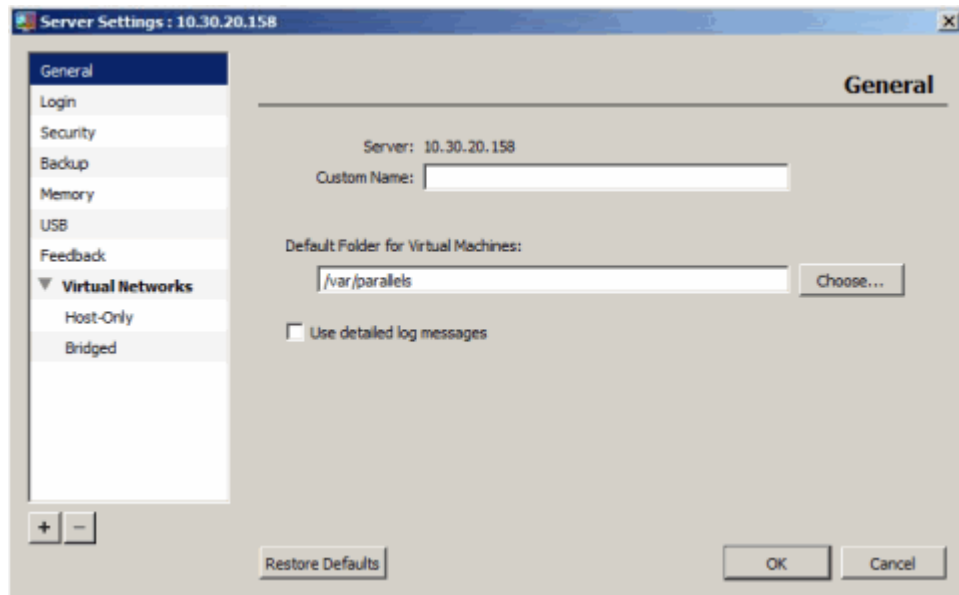 Server Settings : 10.30.20.158
General
Login
Security
Backup
Memory
USB
Feedback
Virtual Networks
Host-Only
Bridged
+
−
General
Server: 10.30.20.158
Custom Name:
Default Folder for Virtual Machines:
/var/parallels
Choose...
Use detailed log messages
Restore Defaults
OK
Cancel